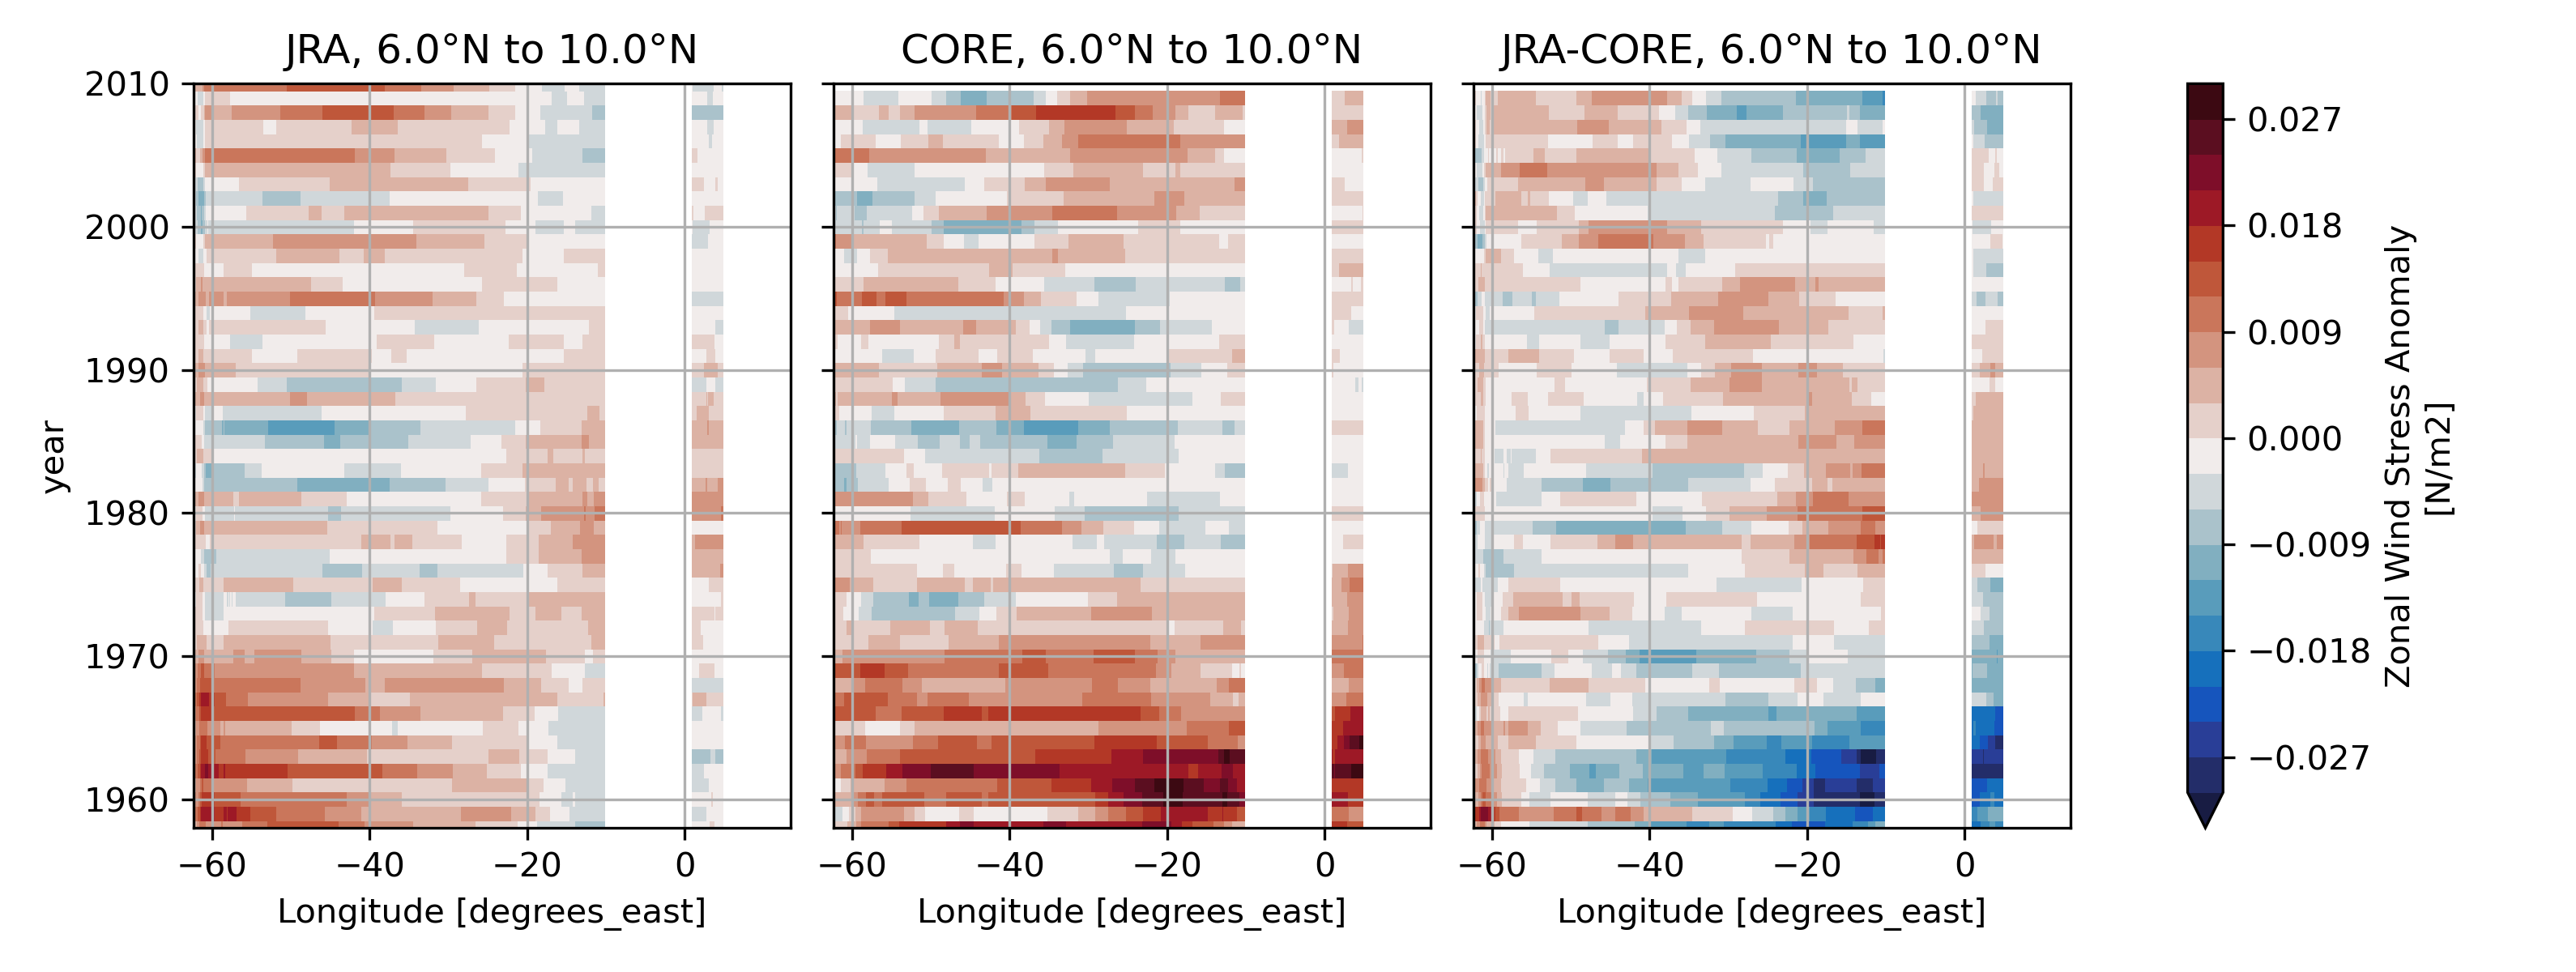 JRA, 6.0°N to 10.0°N
CORE, 6.0°N to 10.0°N
JRA-CORE, 6.0°N to 10.0°N
2010
2000
1990
1980
1970
1960
year
−60
−40
−20
0
Longitude [degrees_east]
−60
−40
−20
0
Longitude [degrees_east]
−60
−40
−20
0
Longitude [degrees_east]
0.027
0.018
0.009
0.000
−0.009
−0.018
−0.027
Zonal Wind Stress Anomaly
[N/m2]